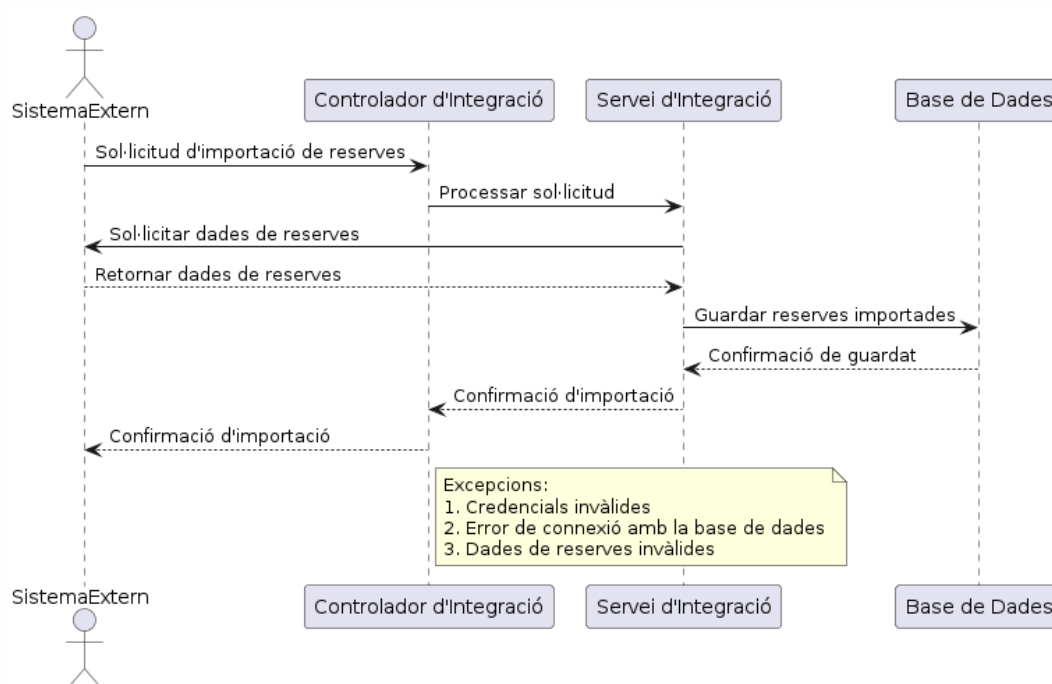 SistemaExtern
Controlador d'Integració
Servei d'Integració
Base de Dades
Sol·licitud d'importació de reserves
Processar sol·licitud
Sol·licitar dades de reserves
Retornar dades de reserves
Guardar reserves importades
Confirmació de guardat
Confirmació d'importació
Confirmació d'importació
Excepcions:
1. Credencials invàlides
2. Error de connexió amb la base de dades
3. Dades de reserves invàlides
SistemaExtern
Controlador d'Integració
Servei d'Integració
Base de Dades